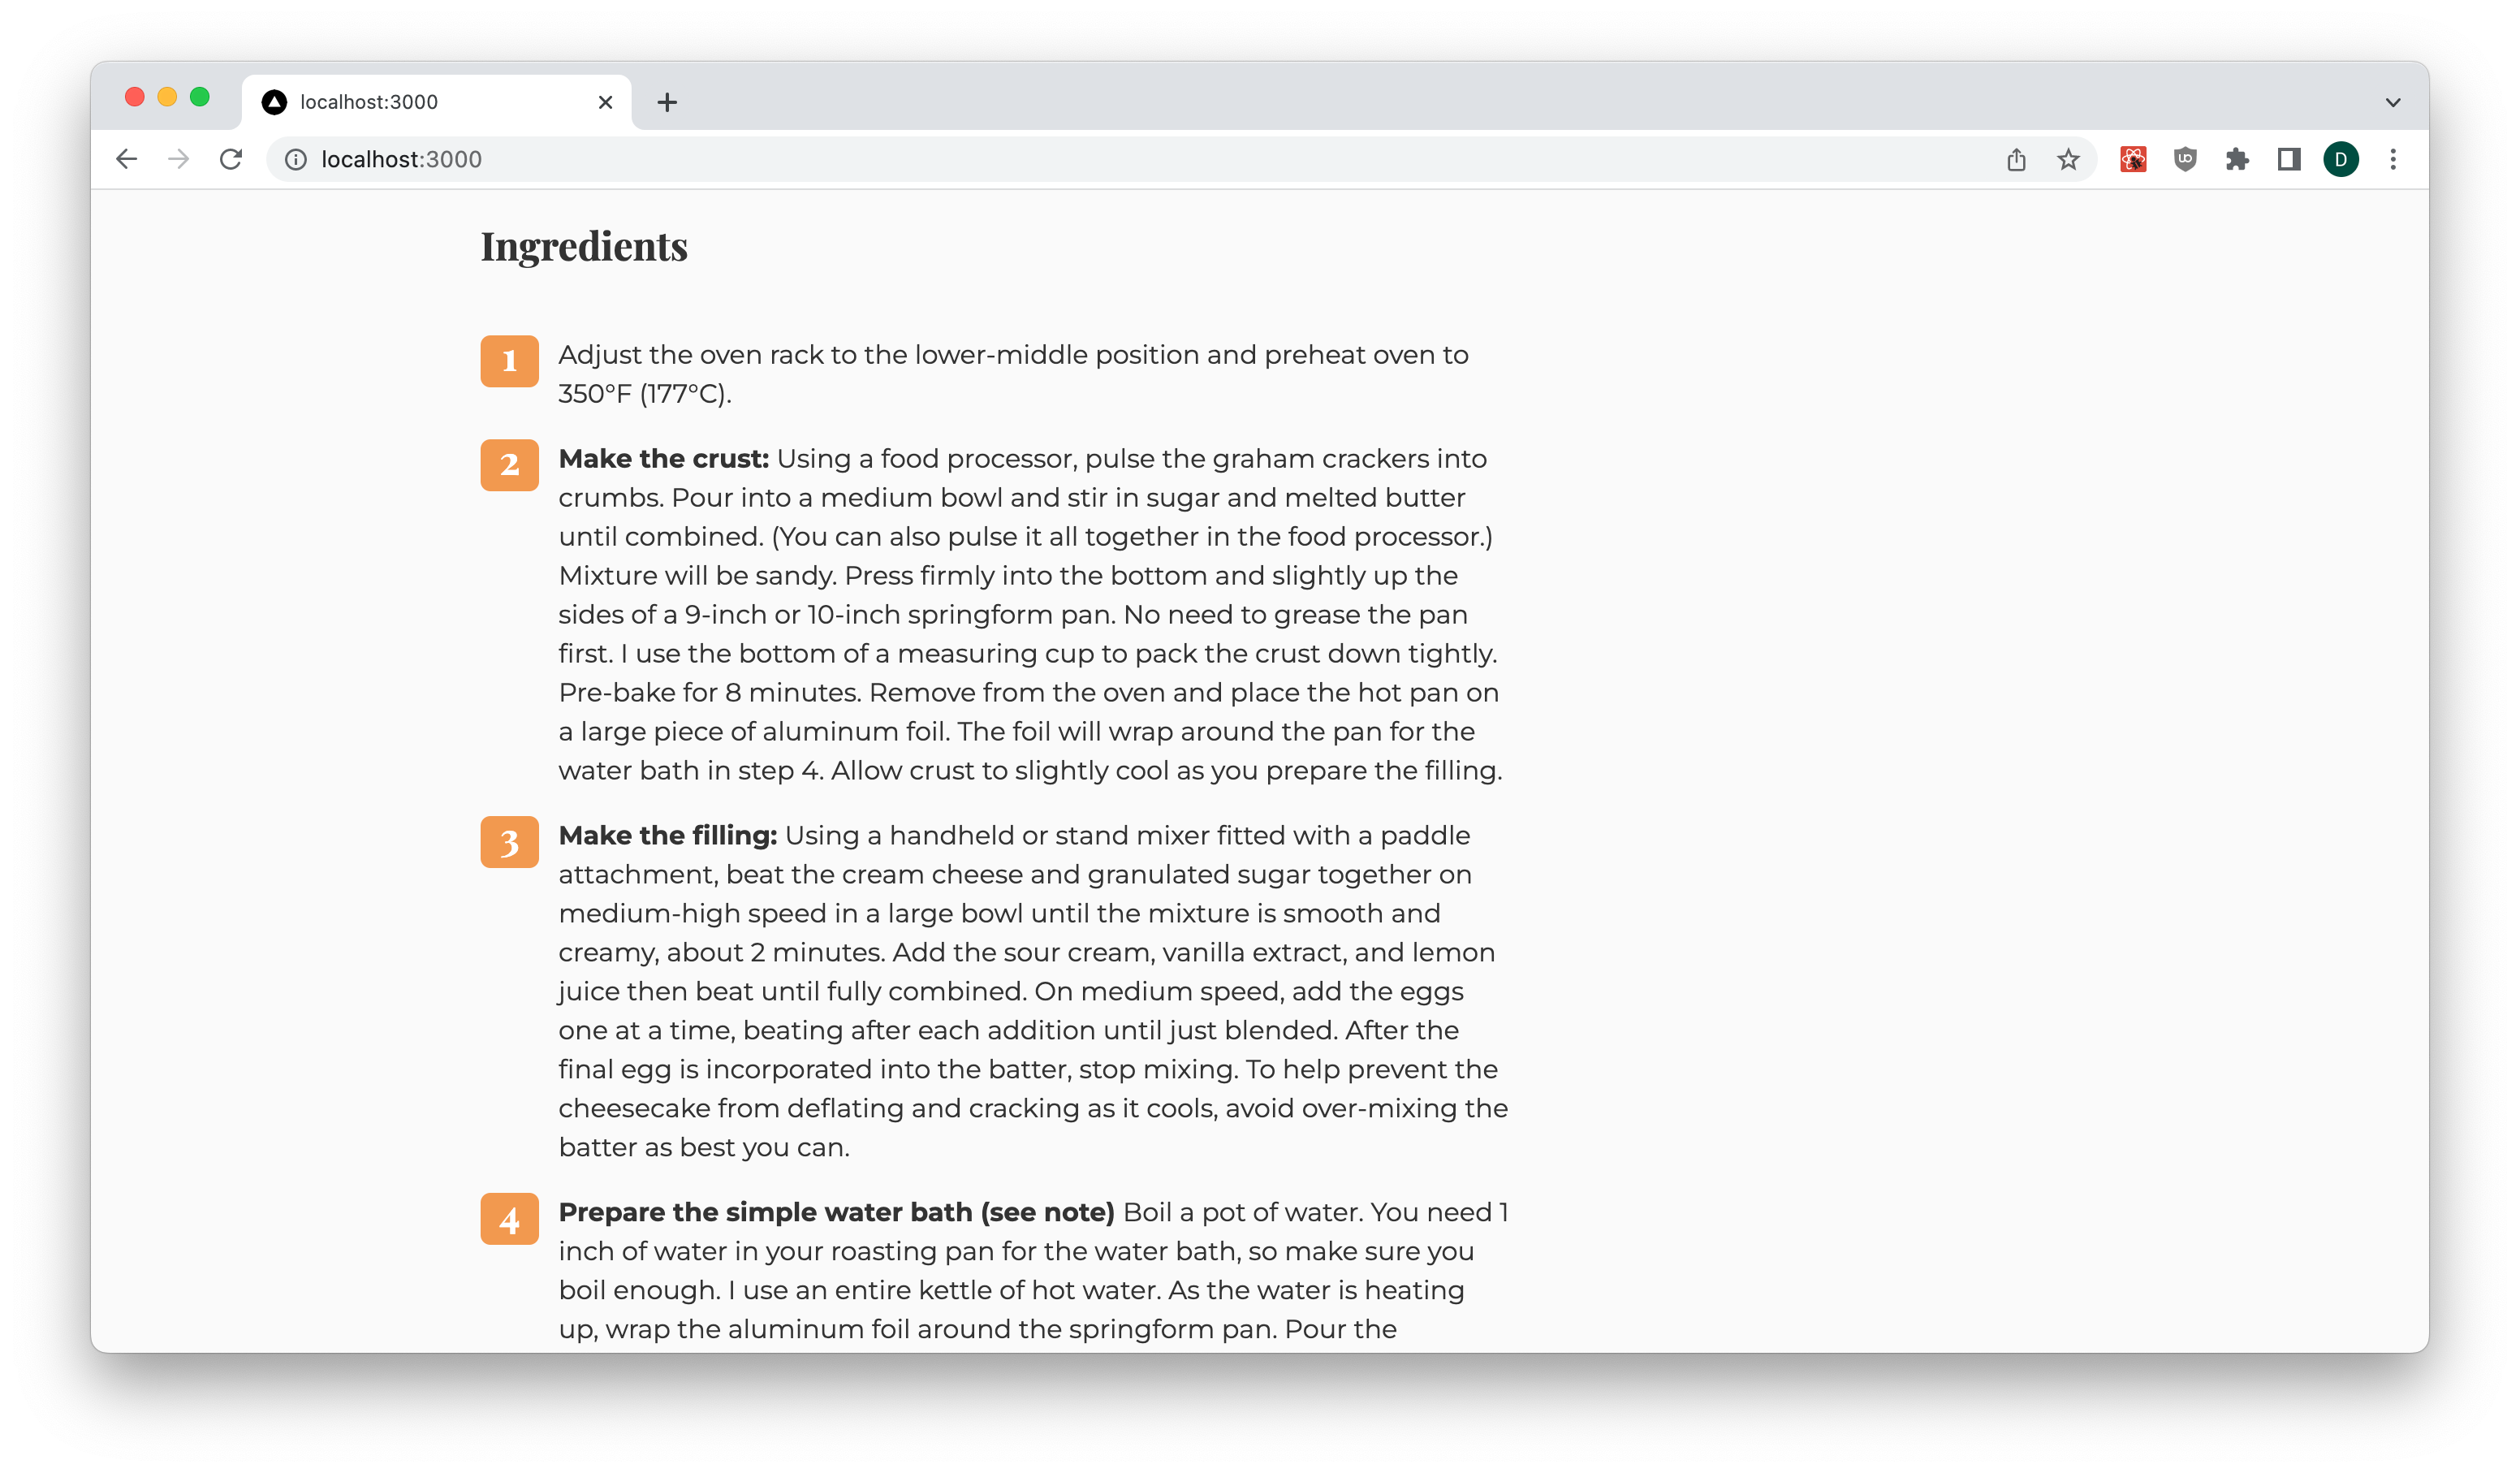 localhost:3000
localhost:3000
D
Ingredients
1
Adjust the oven rack to the lower-middle position and preheat oven to
350°F (177°C).
2
Make the crust: Using a food processor, pulse the graham crackers into
crumbs. Pour into a medium bowl and stir in sugar and melted butter
until combined. (You can also pulse it all together in the food processor.)
Mixture will be sandy. Press firmly into the bottom and slightly up the
sides of a 9-inch or 10-inch springform pan. No need to grease the pan
first. I use the bottom of a measuring cup to pack the crust down tightly.
Pre-bake for 8 minutes. Remove from the oven and place the hot pan on
a large piece of aluminum foil. The foil will wrap around the pan for the
water bath in step 4. Allow crust to slightly cool as you prepare the filling.
3
Make the filling: Using a handheld or stand mixer fitted with a paddle
attachment, beat the cream cheese and granulated sugar together on
medium-high speed in a large bowl until the mixture is smooth and
creamy, about 2 minutes. Add the sour cream, vanilla extract, and lemon
juice then beat until fully combined. On medium speed, add the eggs
one at a time, beating after each addition until just blended. After the
final egg is incorporated into the batter, stop mixing. To help prevent the
cheesecake from deflating and cracking as it cools, avoid over-mixing the
batter as best you can.
4
Prepare the simple water bath (see note) Boil a pot of water. You need 1
inch of water in your roasting pan for the water bath, so make sure you
boil enough. I use an entire kettle of hot water. As the water is heating
up, wrap the aluminum foil around the springform pan. Pour the